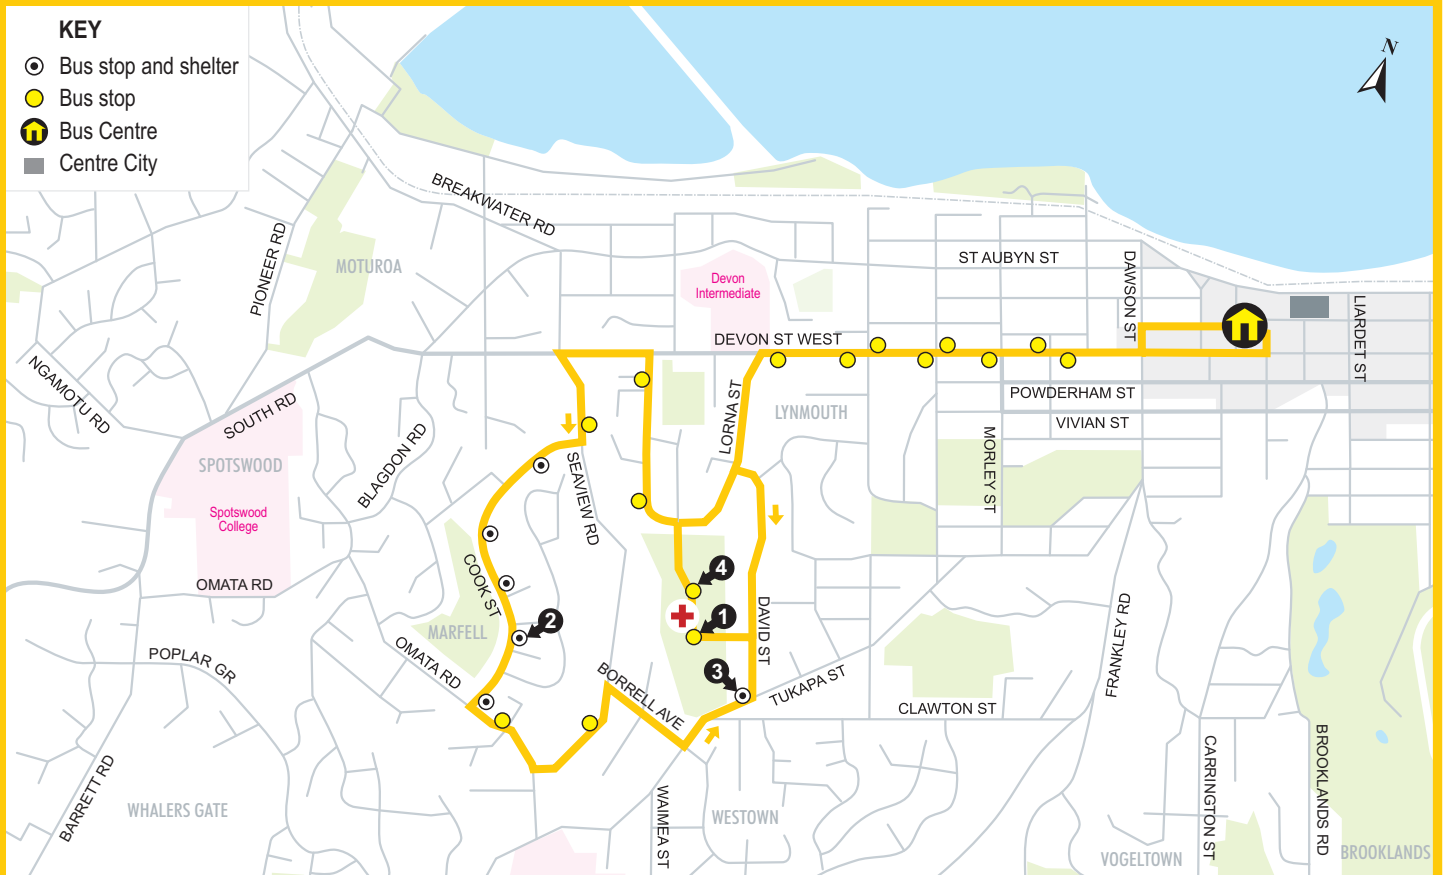 KEY
Bus stop and shelter
Bus stop
Bus Centre
Centre City
N
BREAKWATER RD
PIONEER RD
MOTUROA
ST AUBYN ST
DAWSON ST
LIARDET ST
Devon
Intermediate
DEVON ST WEST
NGAMOTU RD
SOUTH RD
LORNA ST
LYNMOUTH
POWDERHAM ST
VIVIAN ST
MORLEY ST
BLAGDON RD
SPOTSWOOD
SEAVIEW RD
Spotswood
College
OMATA RD
COOK ST
4
1
2
3
MARFELL
DAVID ST
OMATA RD
POPLAR GR
BORRELL AVE
TUKAPA ST
FRANKLEY RD
CLAWTON ST
BARRETT RD
WHALERS GATE
WAIMEA ST
WESTOWN
CARRINGTON ST
BROOKLANDS RD
VOGELTOWN
BROOKLANDS